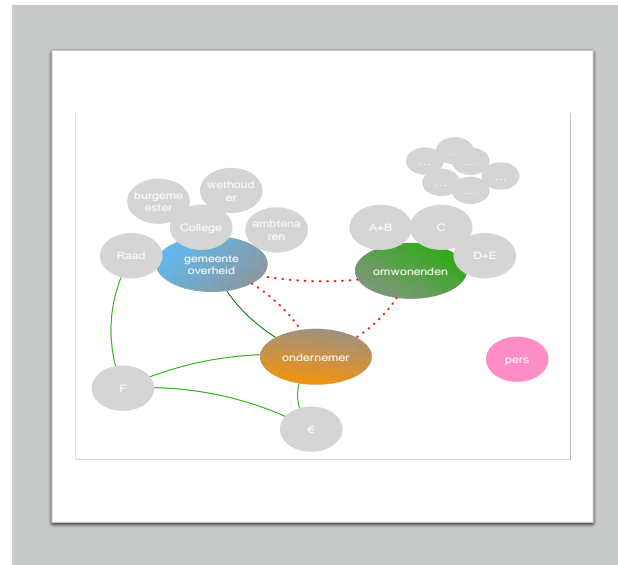 ...
...
...
...
...
...
wethoud
er
burgeme
ester
College
ambtena
ren
A+B
C
Raad
gemeente
overheid
D+E
omwonenden
ondernemer
pers
F
€